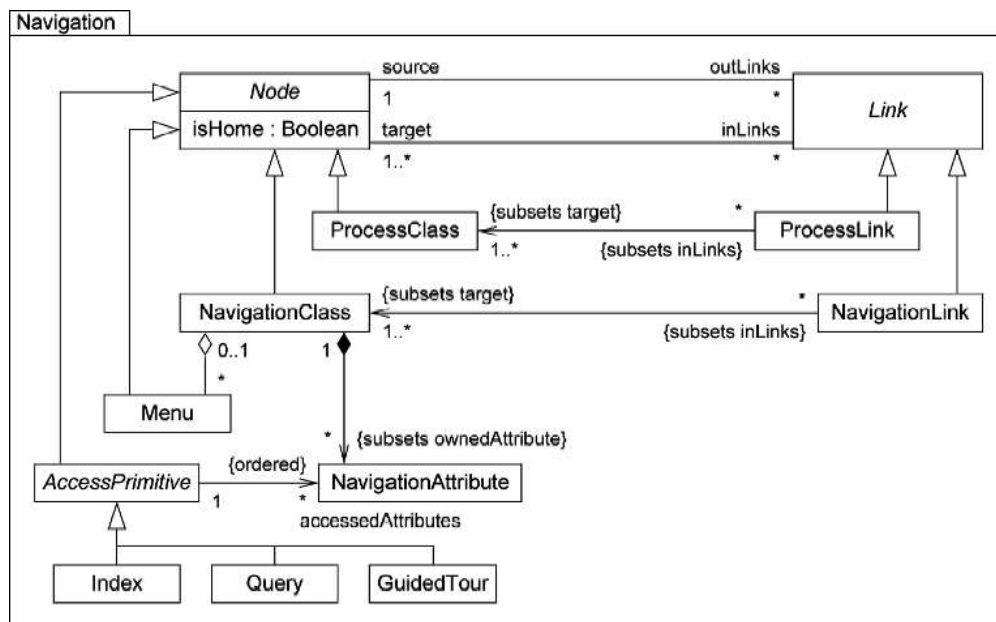 Navigation
source outLinks
Node
1 *
Link
isHome : Boolean
target inLinks
1..* *
{subsets target} *
ProcessClass ProcessLink
1..* {subsets inLinks}
{subsets target} *
NavigationClass NavigationLink
1..* {subsets inLinks}
0..1 1
*
Menu
* {subsets ownedAttribute}
{ordered}
AccessPrimitive NavigationAttribute
1 *
accessedAttributes
Index Query GuidedTour